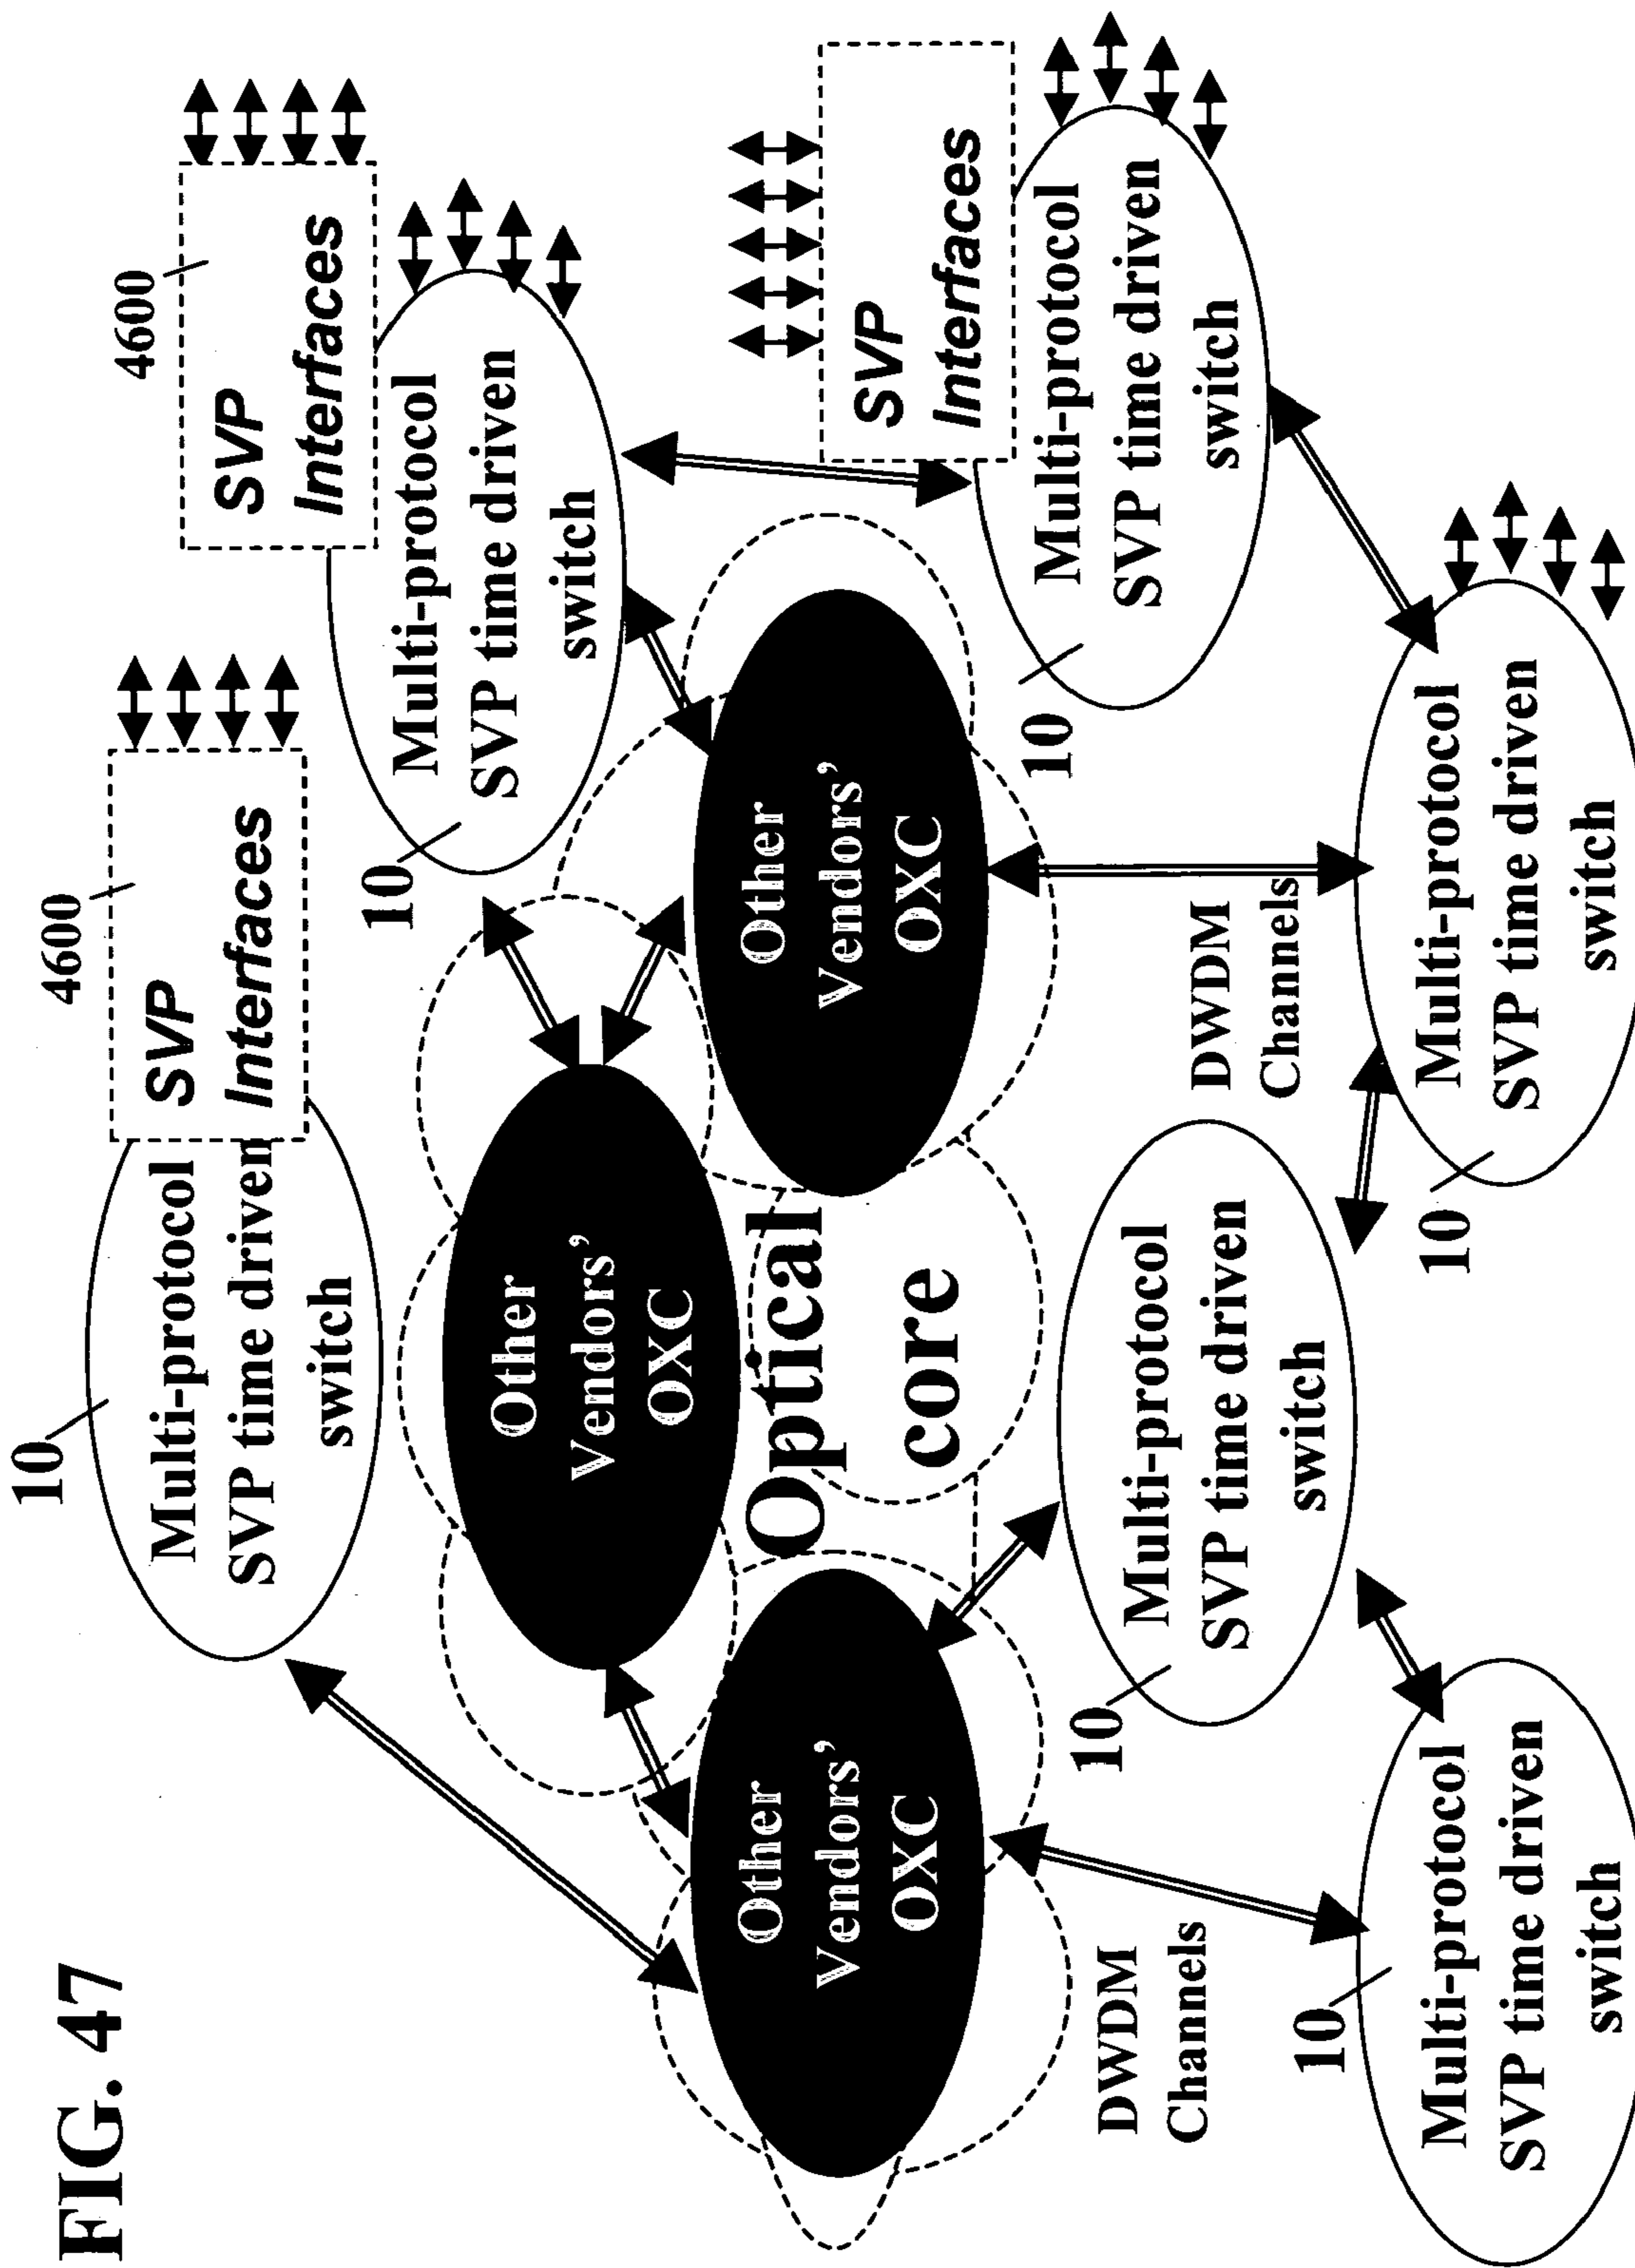 FIG. 47
10
Multi-protocol
SVP time driven
switch
4600
SVP
Interfaces
4600
SVP
Interfaces
10
Multi-protocol
SVP time driven
switch
Other
Vendors’
OXC
Other
Vendors’
OXC
Optical
core
Other
Vendors’
OXC
SVP
Interfaces
10
Multi-protocol
SVP time driven
switch
DWDM
Channels
10
Multi-protocol
SVP time driven
switch
DWDM
Channels
10
Multi-protocol
SVP time driven
switch
10
Multi-protocol
SVP time driven
switch